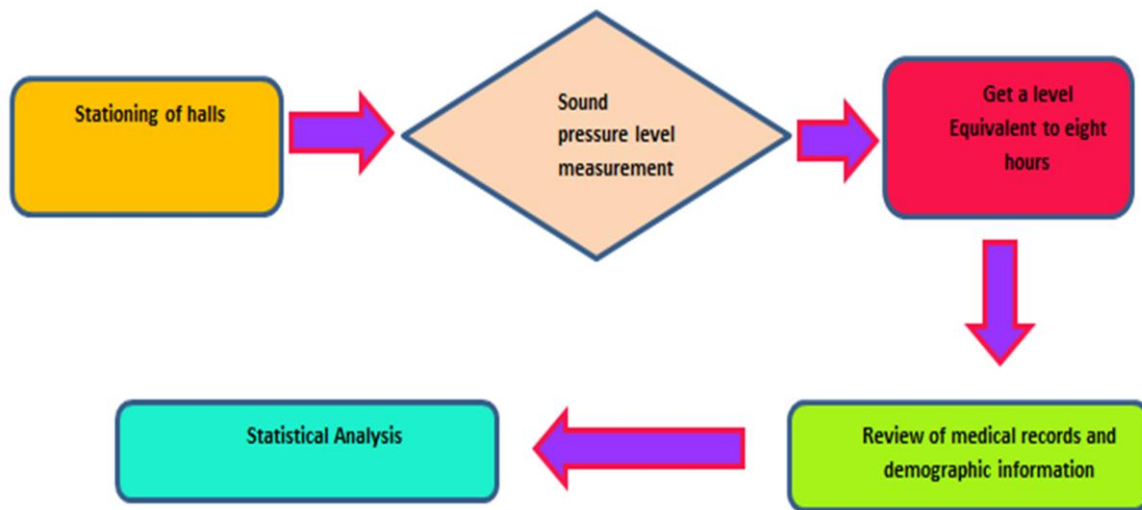 Stationing of halls
Sound
pressure level
measurement
Get a level
Equivalent to eight
hours
Review of medical records and
demographic information
Statistical Analysis